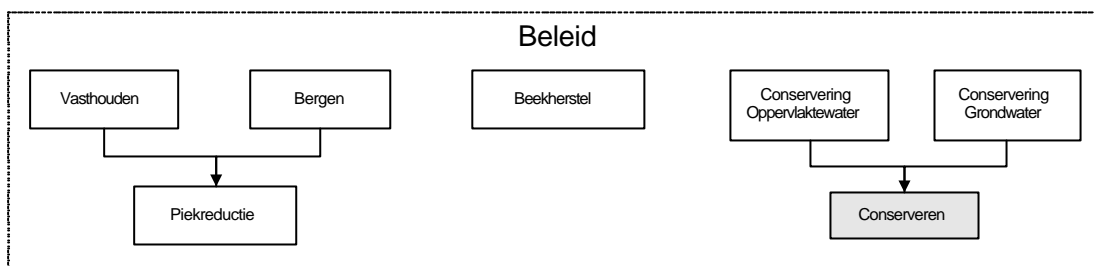 Beleid
Vasthouden
Bergen
Beekherstel
Conservering
Oppervlaktewater
Conservering
Grondwater
Piekreductie
Conserveren